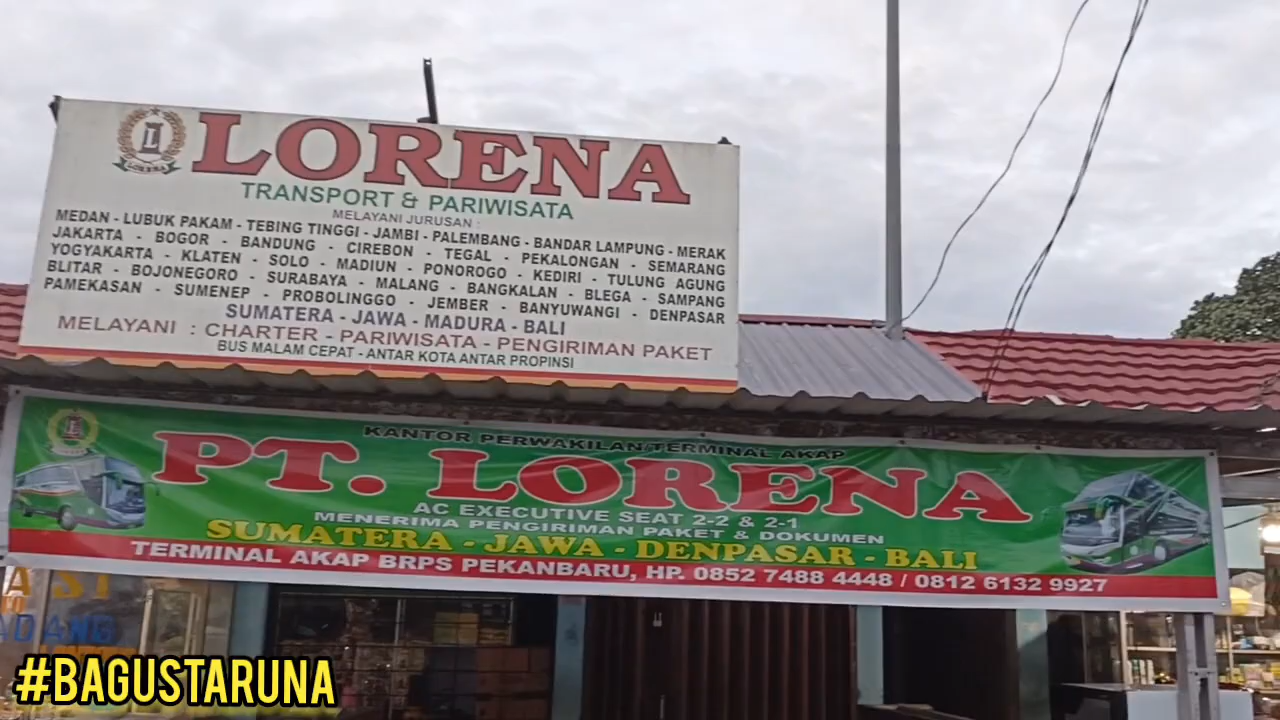 L
LORENA
LORENA
TRANSPORT & PARIWISATA
MELAYANI JURUSAN :
MEDAN - LUBUK PAKAM - TEBING TINGGI - JAMBI - PALEMBANG - BANDAR LAMPUNG - MERAK
JAKARTA - BOGOR - BANDUNG - CIREBON - TEGAL - PEKALONGAN - SEMARANG
YOGYAKARTA - KLATEN - SOLO - MADIUN - PONOROGO - KEDIRI - TULUNG AGUNG
BLITAR - BOJONEGORO - SURABAYA - MALANG - BANGKALAN - BLEGA - SAMPANG
PAMEKASAN - SUMENEP - PROBOLINGGO - JEMBER - BANYUWANGI - DENPASAR
SUMATERA - JAWA - MADURA - BALI
MELAYANI : CHARTER - PARIWISATA - PENGIRIMAN PAKET
BUS MALAM CEPAT - ANTAR KOTA ANTAR PROPINSI
KANTOR PERWAKILAN/TERMINAL AKAP
PT. LORENA
AC EXECUTIVE SEAT 2-2 & 2-1
MENERIMA PENGIRIMAN PAKET & DOKUMEN
SUMATERA - JAWA - DENPASAR - BALI
TERMINAL AKAP BRPS PEKANBARU, HP. 0852 7488 4448 / 0812 6132 9927
#BAGUSTARUNA